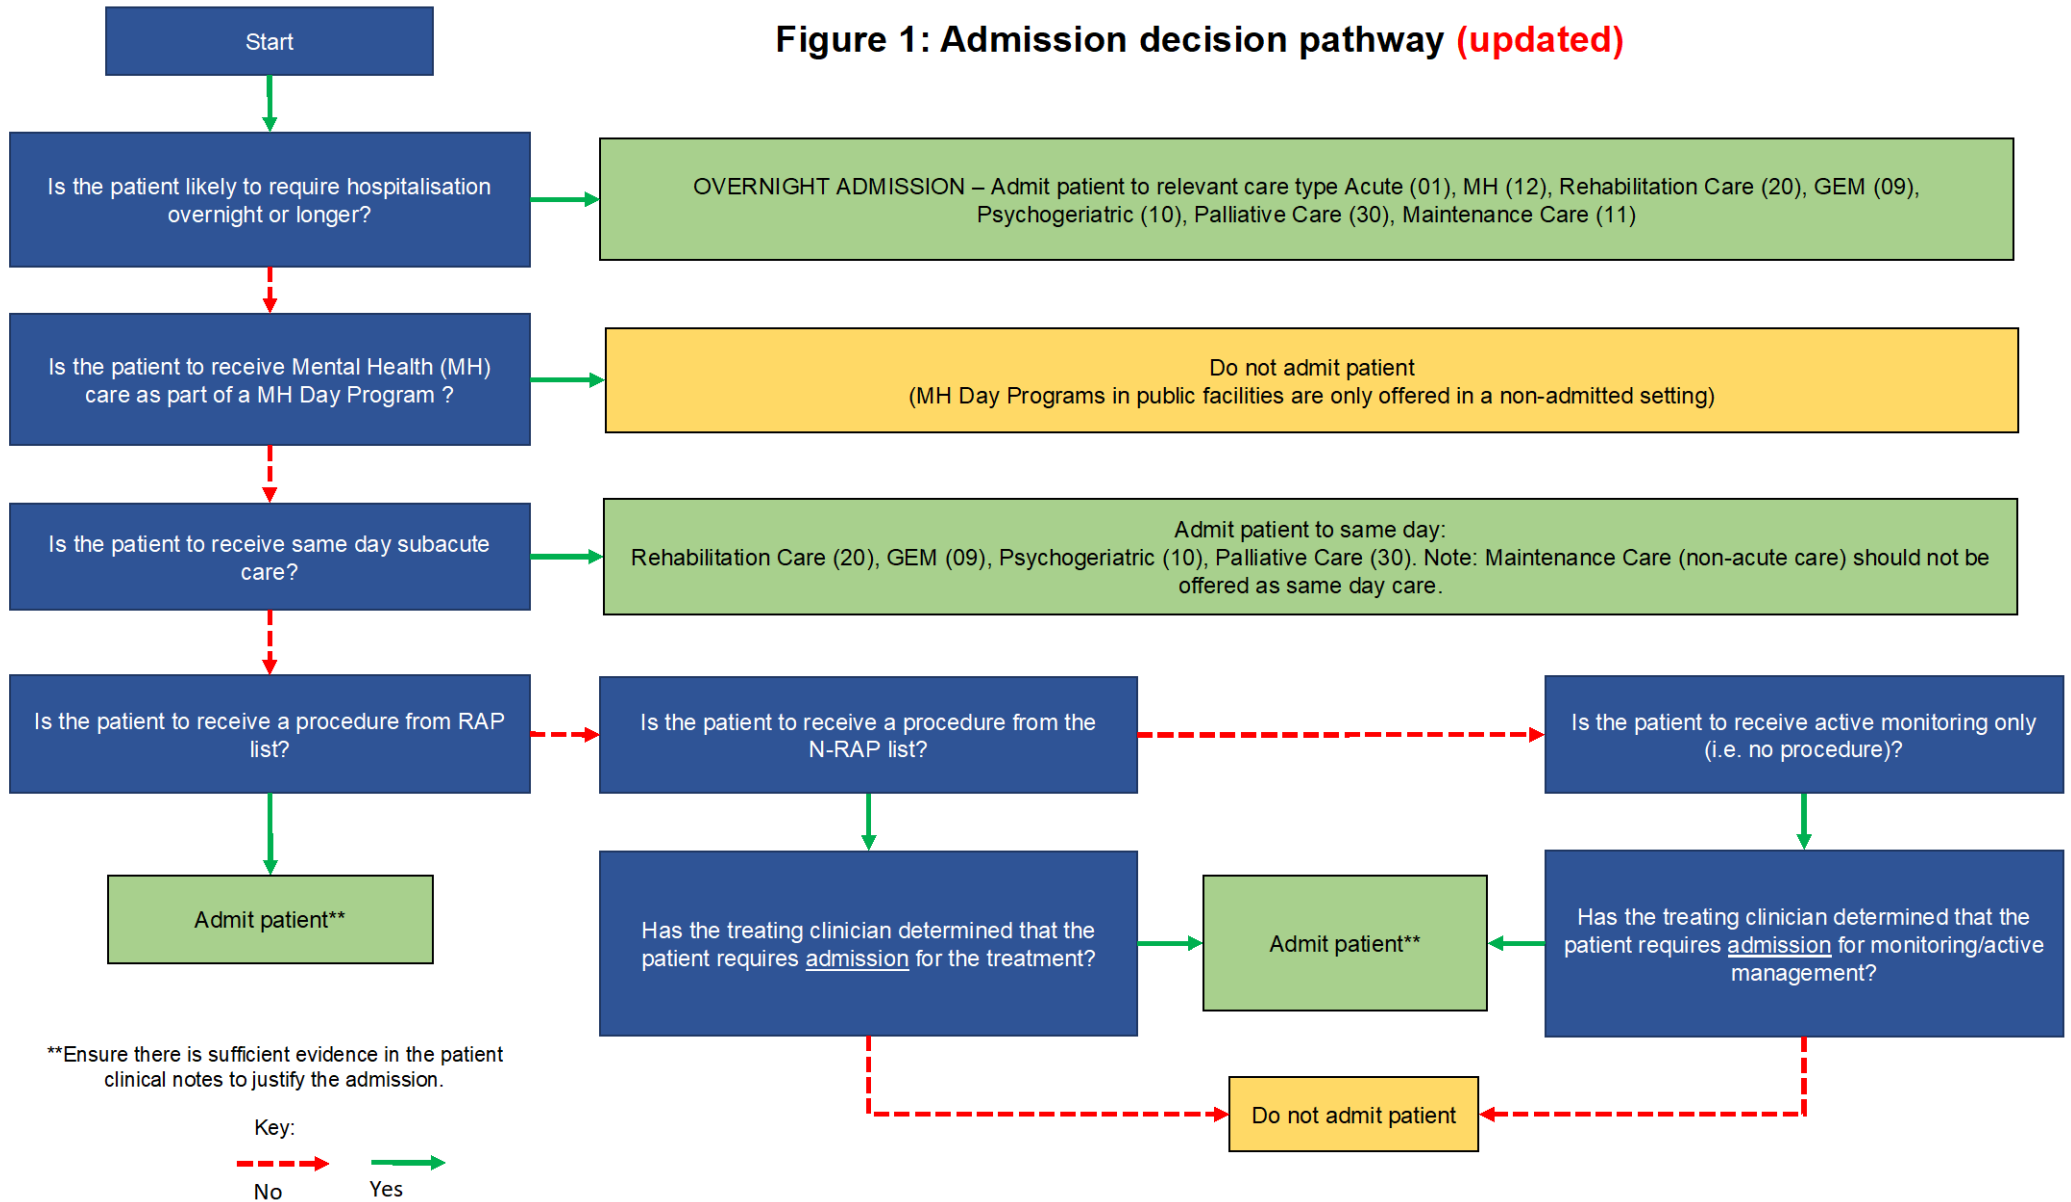 Start
Figure 1: Admission decision pathway (updated)
Is the patient likely to require hospitalisation
overnight or longer?
OVERNIGHT ADMISSION – Admit patient to relevant care type Acute (01), MH (12), Rehabilitation Care (20), GEM (09),
Psychogeriatric (10), Palliative Care (30), Maintenance Care (11)
Is the patient to receive Mental Health (MH)
care as part of a MH Day Program ?
Do not admit patient
(MH Day Programs in public facilities are only offered in a non-admitted setting)
Is the patient to receive same day subacute
care?
Admit patient to same day:
Rehabilitation Care (20), GEM (09), Psychogeriatric (10), Palliative Care (30). Note: Maintenance Care (non-acute care) should not be
offered as same day care.
Is the patient to receive a procedure from RAP
list?
Is the patient to receive a procedure from the
N-RAP list?
Is the patient to receive active monitoring only
(i.e. no procedure)?
Admit patient**
Has the treating clinician determined that the
patient requires admission for the treatment?
Admit patient**
Has the treating clinician determined that the
patient requires admission for monitoring/active
management?
**Ensure there is sufficient evidence in the patient
clinical notes to justify the admission.
Do not admit patient
Key:
No
Yes